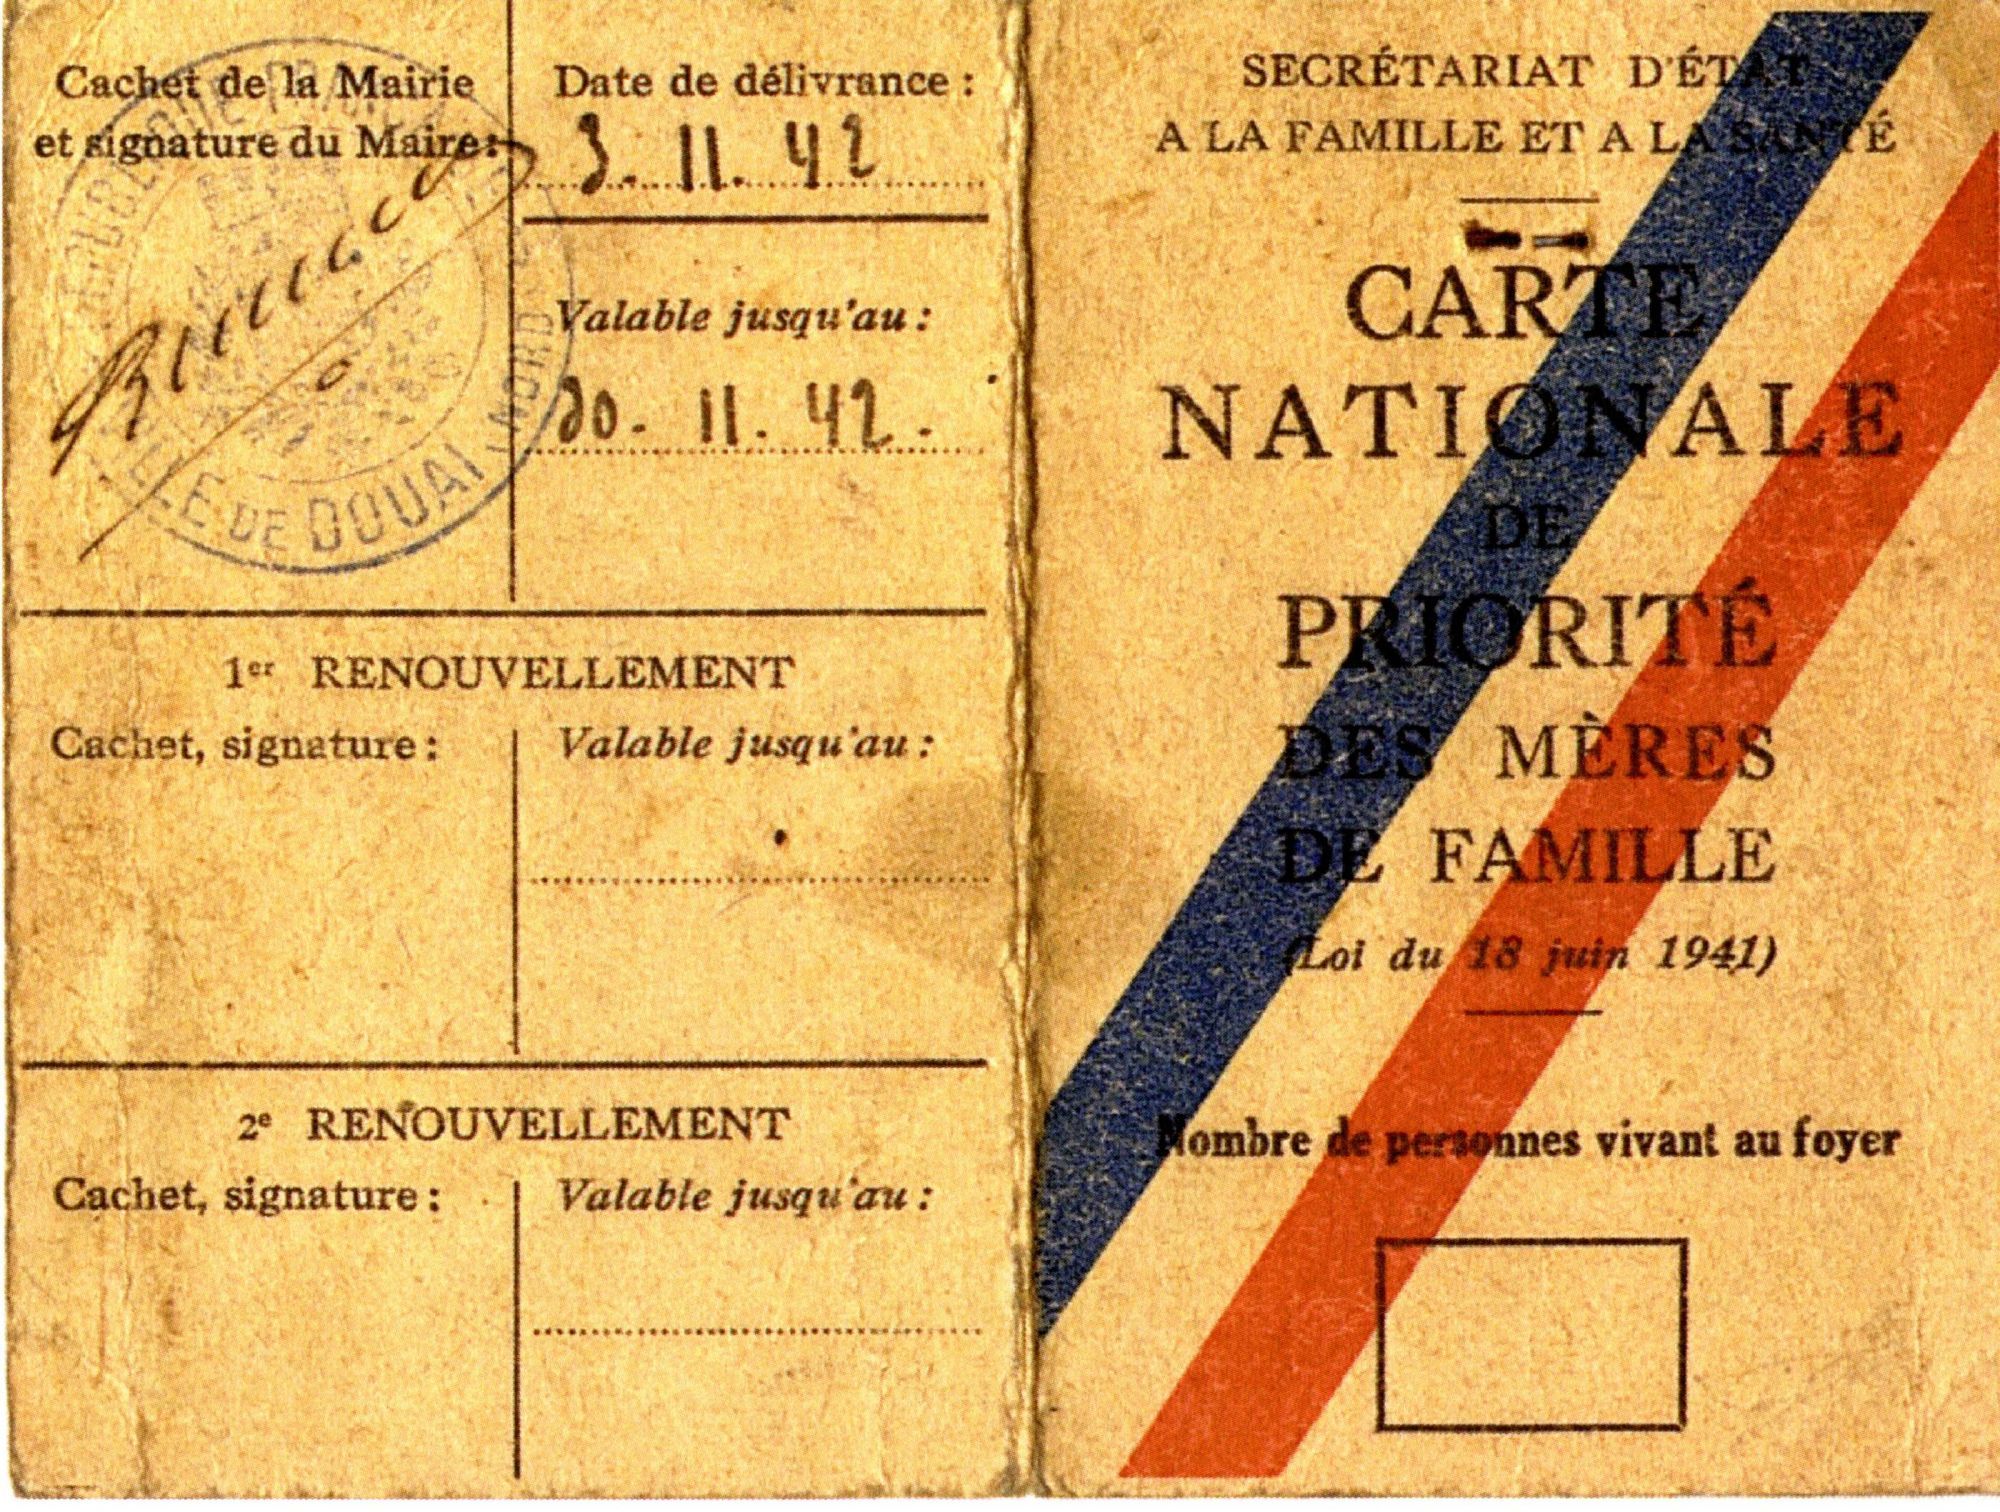 Cachet de la Mairie
et signature du Maire:
VILLE DE DOUAI (NORD)
Date de délivrance :
3. 11. 42
Valable jusqu'au :
30. 11. 42.
1er RENOUVELLEMENT
Cachet, signature :
Valable jusqu'au :
2e RENOUVELLEMENT
Cachet, signature :
Valable jusqu'au :
SECRÉTARIAT D'ÉTAT
A LA FAMILLE ET A LA SANTÉ
CARTE
NATIONALE
DE
PRIORITÉ
DES MÈRES
DE FAMILLE
(Loi du 18 juin 1941)
Nombre de personnes vivant au foyer